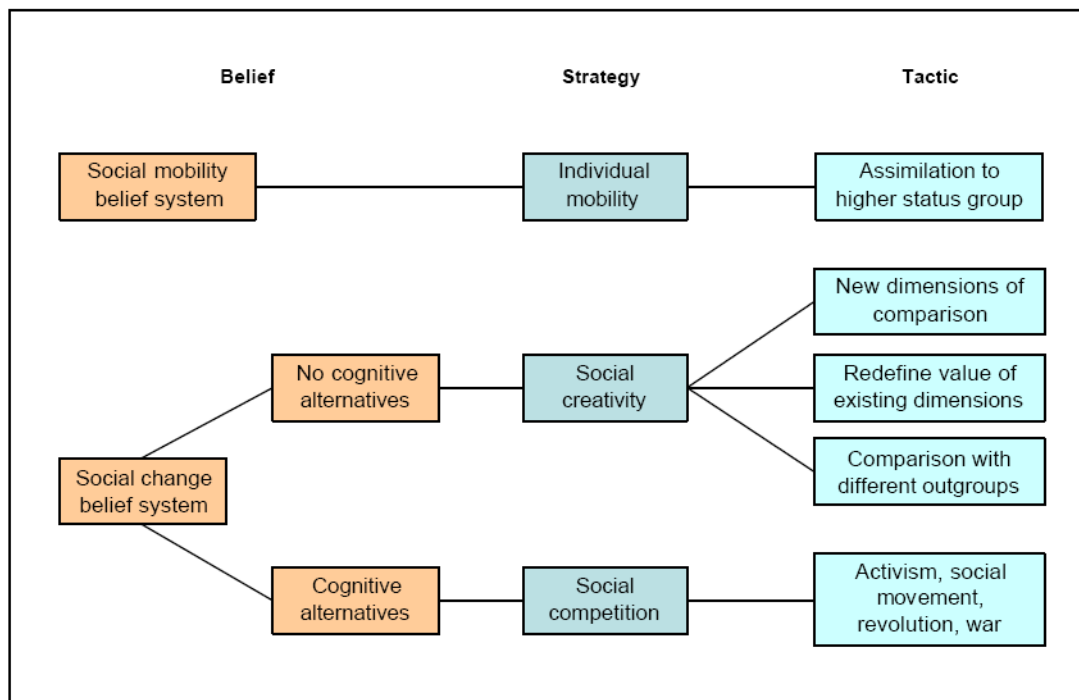 Belief
Strategy
Tactic
Social mobility
belief system
Individual
mobility
Assimilation to
higher status group
New dimensions of
comparison
No cognitive
alternatives
Social
creativity
Redefine value of
existing dimensions
Comparison with
different outgroups
Social change
belief system
Cognitive
alternatives
Social
competition
Activism, social
movement,
revolution, war